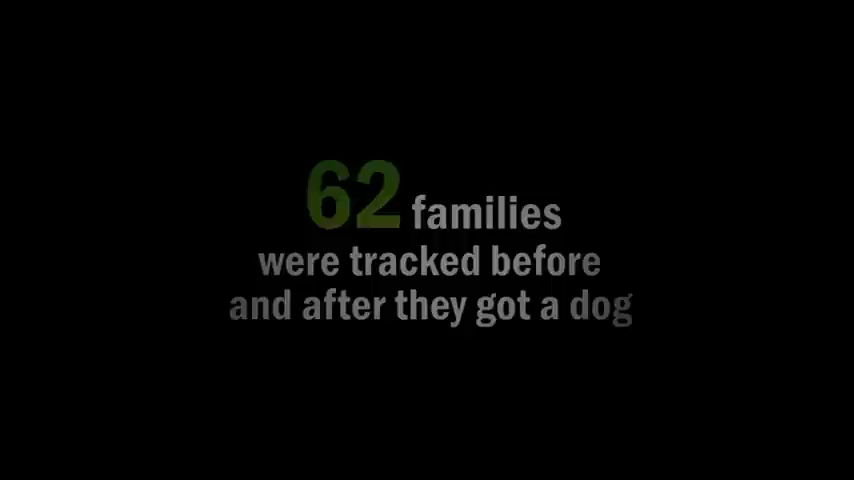 62 families
were tracked before
and after they got a dog